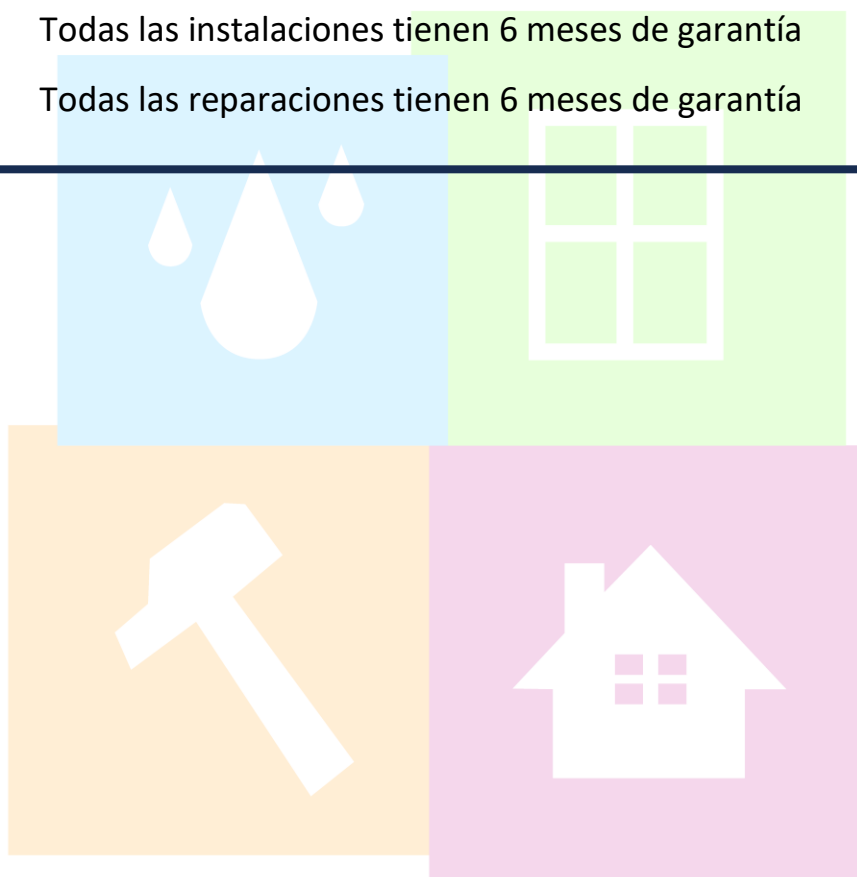 Todas las instalaciones tienen 6 meses de garantía
Todas las reparaciones tienen 6 meses de garantía